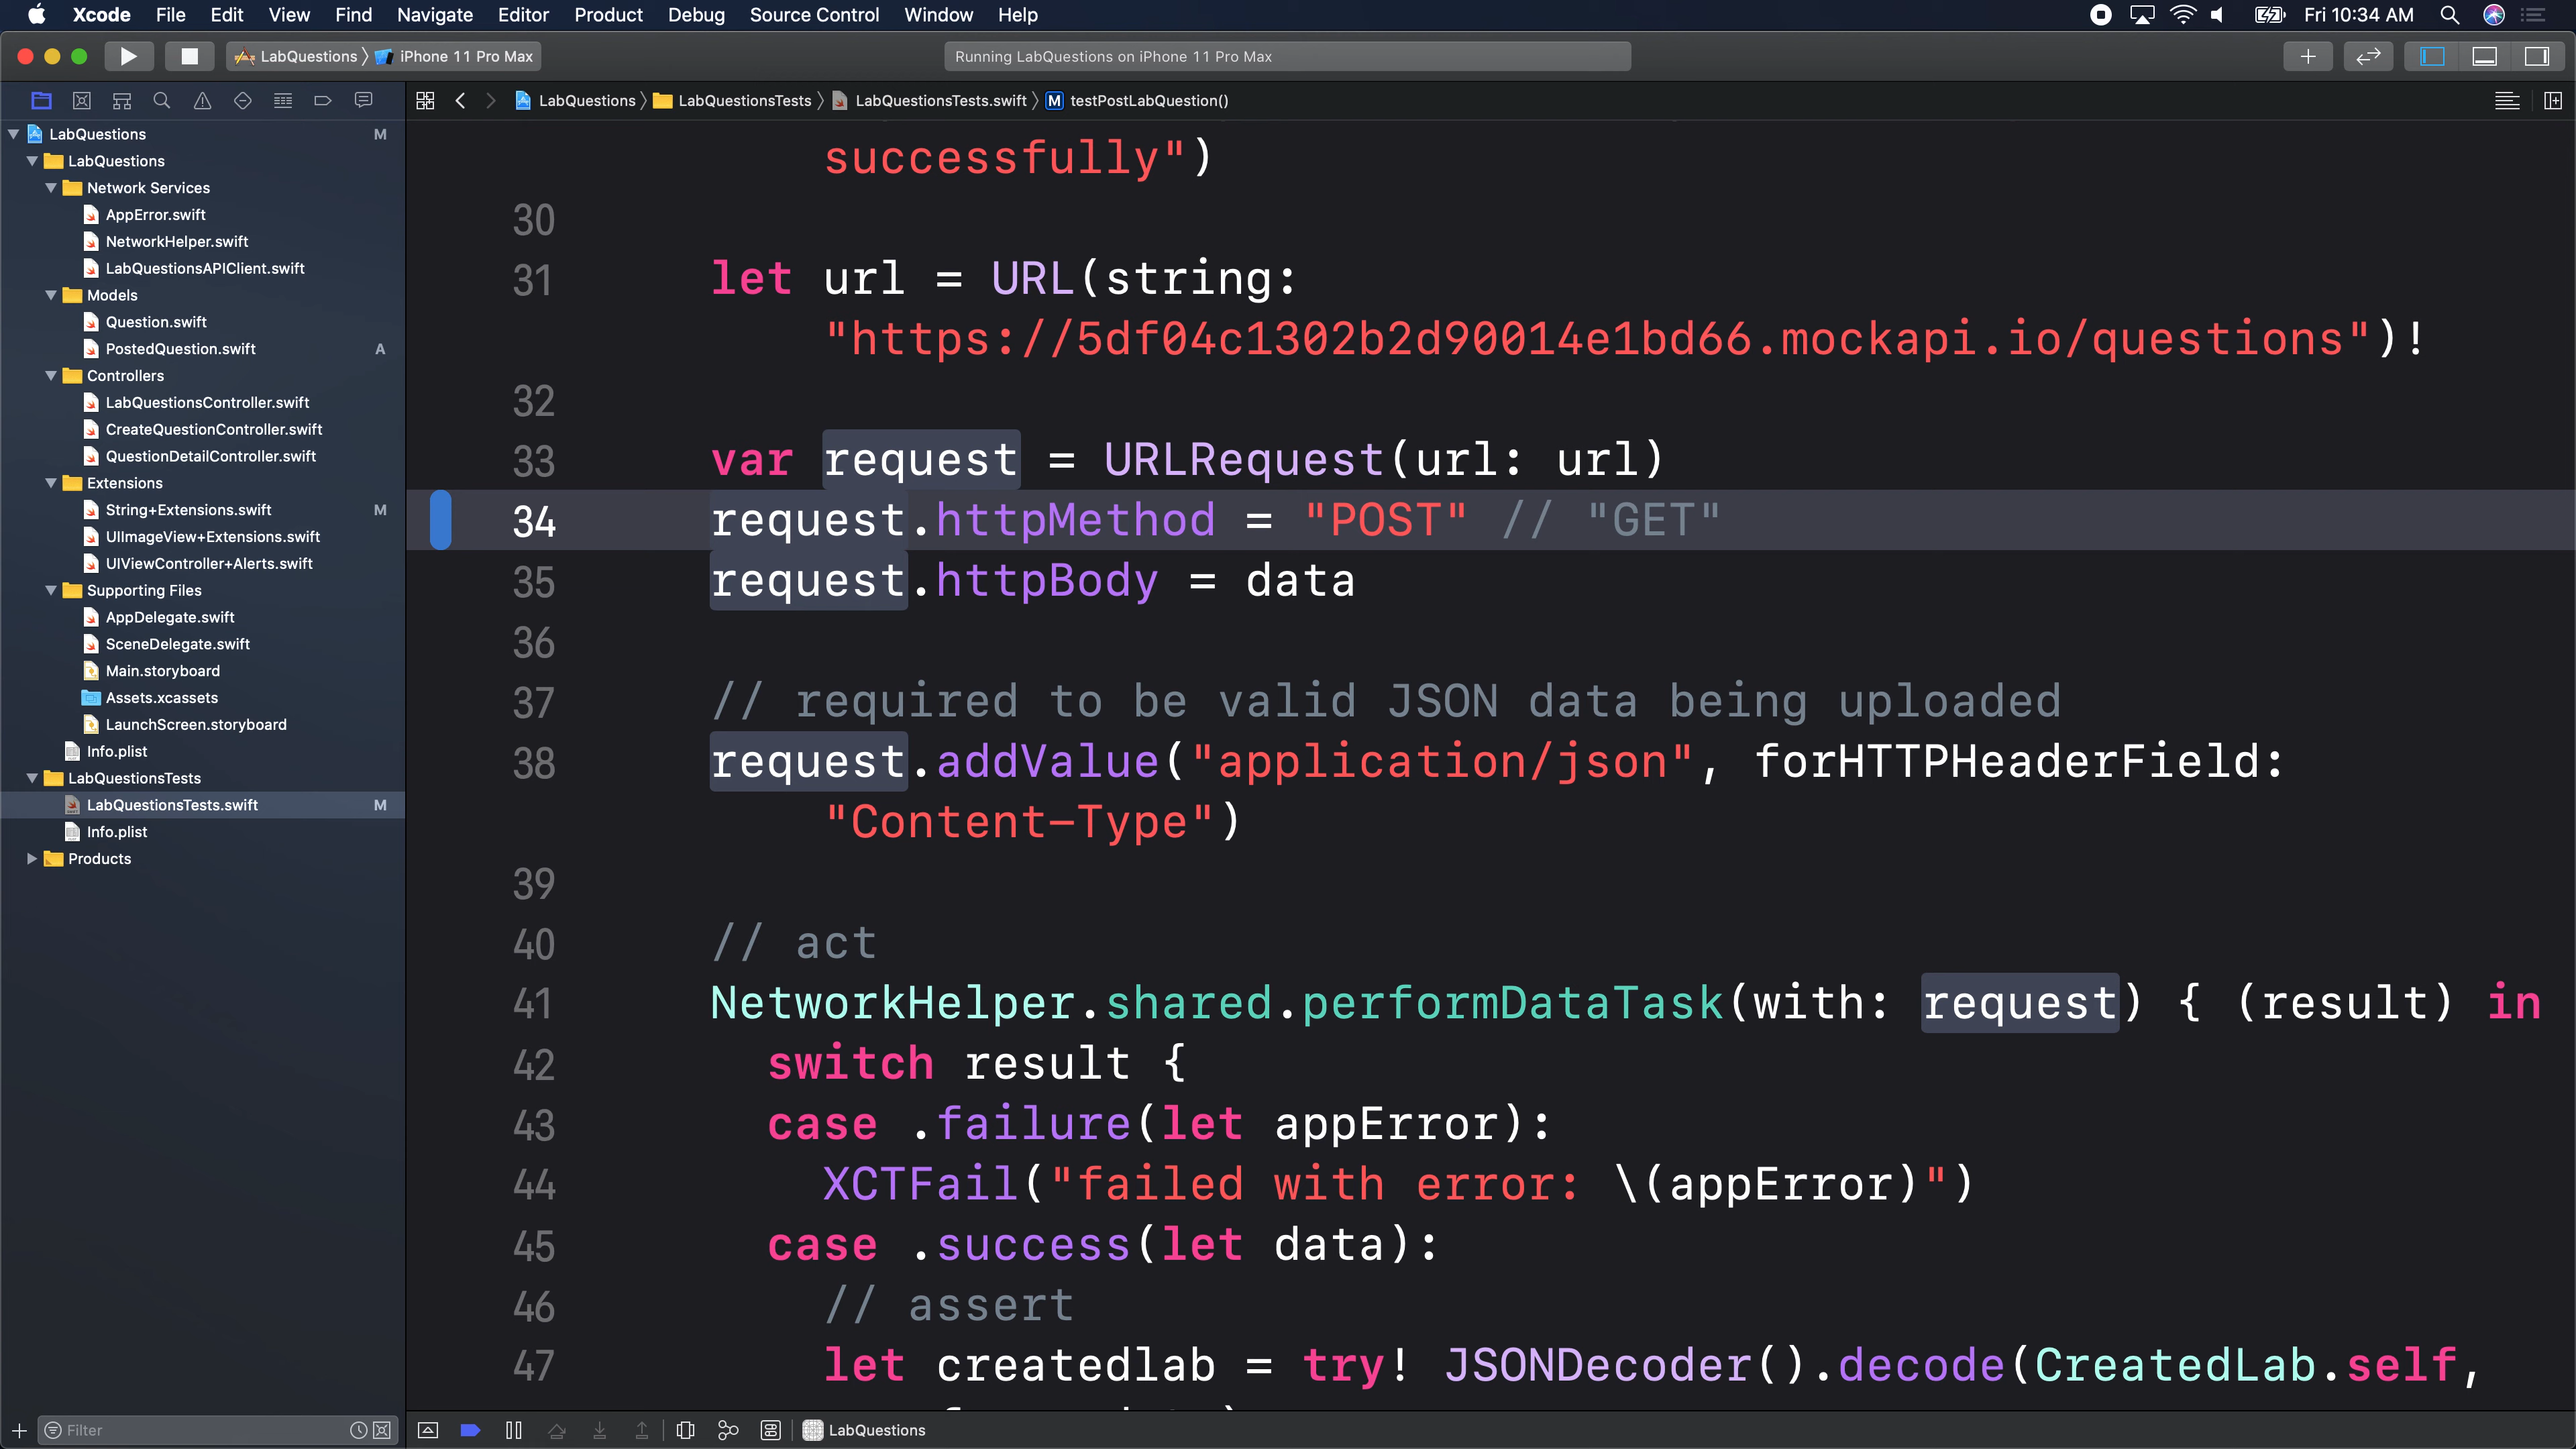 Xcode File Edit View Find Navigate Editor Product Debug Source Control Window Help Fri 10:34 AM
LabQuestions iPhone 11 Pro Max Running LabQuestions on iPhone 11 Pro Max
LabQuestions LabQuestionsTests LabQuestionsTests.swift M testPostLabQuestion()
LabQuestions M
LabQuestions
Network Services
AppError.swift
NetworkHelper.swift
LabQuestionsAPIClient.swift
Models
Question.swift
PostedQuestion.swift A
Controllers
LabQuestionsController.swift
CreateQuestionController.swift
QuestionDetailController.swift
Extensions
String+Extensions.swift M
UIImageView+Extensions.swift
UIViewController+Alerts.swift
Supporting Files
AppDelegate.swift
SceneDelegate.swift
Main.storyboard
Assets.xcassets
LaunchScreen.storyboard
Info.plist
LabQuestionsTests
LabQuestionsTests.swift M
Info.plist
Products
Filter
successfully")
30
31 let url = URL(string:
"https://5df04c1302b2d90014e1bd66.mockapi.io/questions")!
32
33 var request = URLRequest(url: url)
34 request.httpMethod = "POST" // "GET"
35 request.httpBody = data
36
37 // required to be valid JSON data being uploaded
38 request.addValue("application/json", forHTTPHeaderField:
"Content-Type")
39
40 // act
41 NetworkHelper.shared.performDataTask(with: request) { (result) in
42 switch result {
43 case .failure(let appError):
44 XCTFail("failed with error: \(appError)")
45 case .success(let data):
46 // assert
47 let createdlab = try! JSONDecoder().decode(CreatedLab.self,
LabQuestions